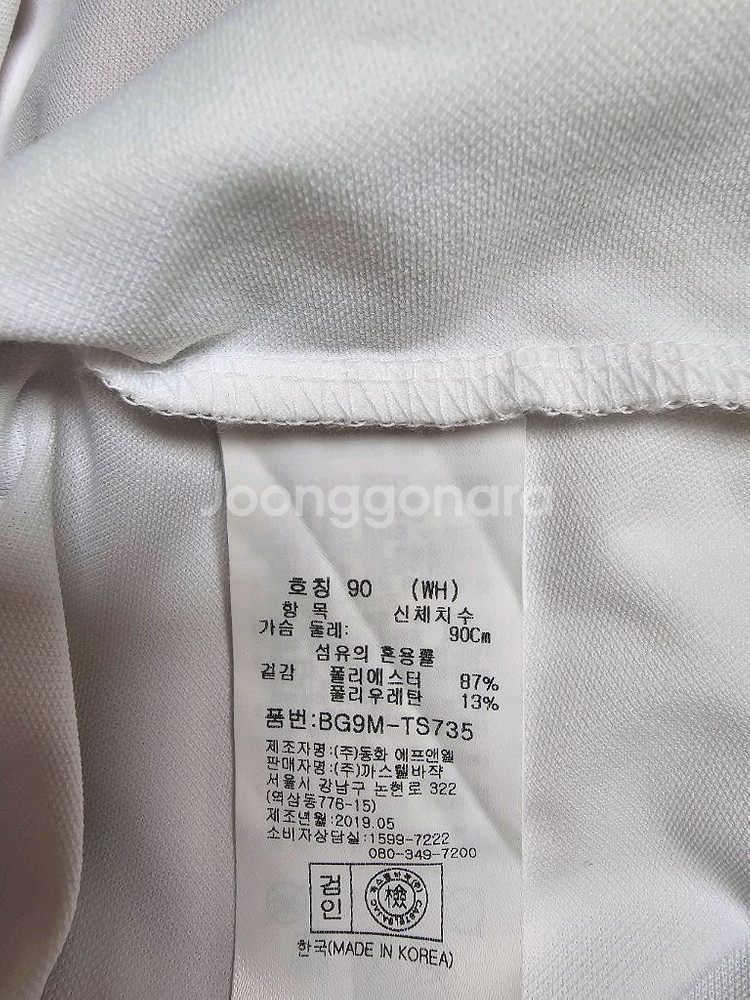 Joonggonara
호칭 90 (WH)
항 목 신체치수
가슴 둘레: 90Cm
섬유의 혼용률
겉감 폴리에스터 87%
폴리우레탄 13%
품번:BG9M-TS735
제조자명:(주)동화 에프앤웰
판매자명:(주)까스텔바작
서울시 강남구 논현로 322
(역삼동776-15)
제조년월:2019.05
소비자상담실:1599-7222
080-349-7200
검인
檢
CASTELBAJAC
한국(MADE IN KOREA)